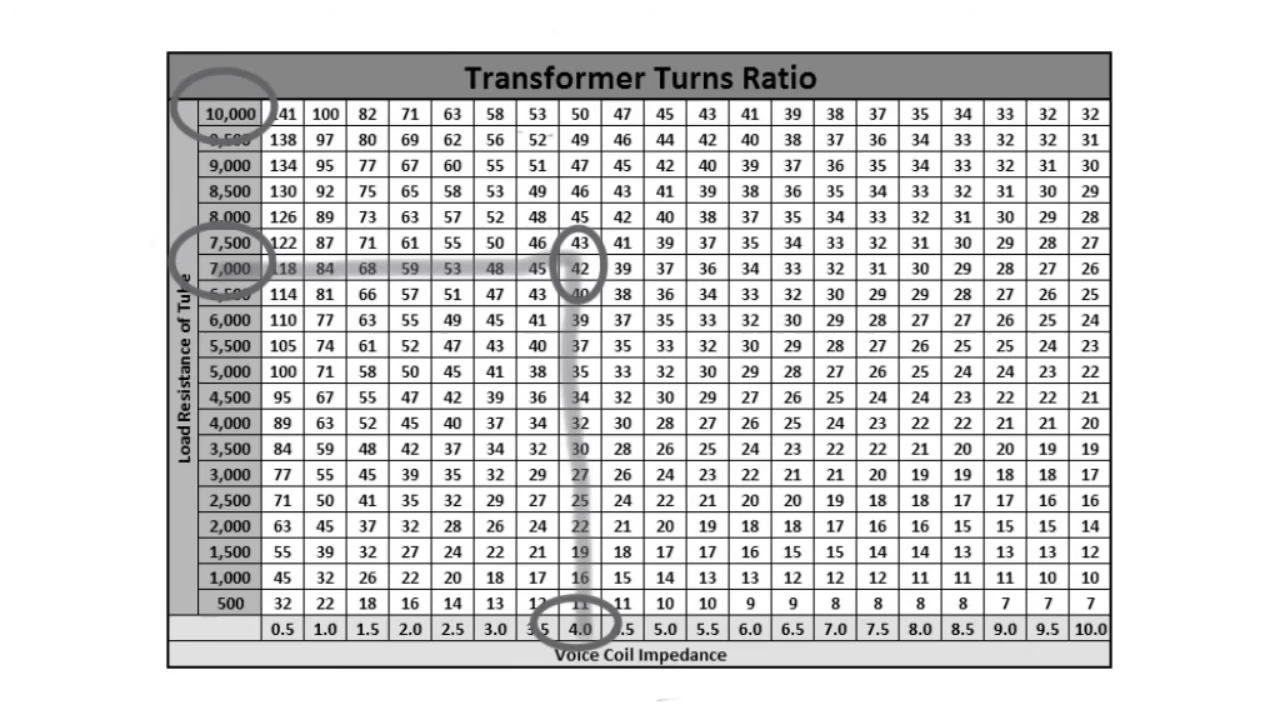 Transformer Turns Ratio
Load Resistance of Tube
10,000 141 100 82 71 63 58 53 50 47 45 43 41 39 38 37 35 34 33 32 32
9,500 138 97 80 69 62 56 52 49 46 44 42 40 38 37 36 34 33 32 32 31
9,000 134 95 77 67 60 55 51 47 45 42 40 39 37 36 35 34 33 32 31 30
8,500 130 92 75 65 58 53 49 46 43 41 39 38 36 35 34 33 32 31 30 29
8,000 126 89 73 63 57 52 48 45 42 40 38 37 35 34 33 32 31 30 29 28
7,500 122 87 71 61 55 50 46 43 41 39 37 35 34 33 32 31 30 29 28 27
7,000 118 84 68 59 53 48 45 42 39 37 36 34 33 32 31 30 29 28 27 26
6,500 114 81 66 57 51 47 43 40 38 36 34 33 32 30 29 29 28 27 26 25
6,000 110 77 63 55 49 45 41 39 37 35 33 32 30 29 28 27 27 26 25 24
5,500 105 74 61 52 47 43 40 37 35 33 32 30 29 28 27 26 25 25 24 23
5,000 100 71 58 50 45 41 38 35 33 32 30 29 28 27 26 25 24 24 23 22
4,500 95 67 55 47 42 39 36 34 32 30 29 27 26 25 24 24 23 22 22 21
4,000 89 63 52 45 40 37 34 32 30 28 27 26 25 24 23 22 22 21 21 20
3,500 84 59 48 42 37 34 32 30 28 26 25 24 23 22 22 21 20 20 19 19
3,000 77 55 45 39 35 32 29 27 26 24 23 22 21 21 20 19 19 18 18 17
2,500 71 50 41 35 32 29 27 25 24 22 21 20 20 19 18 18 17 17 16 16
2,000 63 45 37 32 28 26 24 22 21 20 19 18 18 17 16 16 15 15 15 14
1,500 55 39 32 27 24 22 21 19 18 17 17 16 15 15 14 14 13 13 13 12
1,000 45 32 26 22 20 18 17 16 15 14 13 13 12 12 12 11 11 11 10 10
500 32 22 18 16 14 13 12 11 11 10 10 9 9 8 8 8 8 7 7 7
0.5 1.0 1.5 2.0 2.5 3.0 3.5 4.0 4.5 5.0 5.5 6.0 6.5 7.0 7.5 8.0 8.5 9.0 9.5 10.0
Voice Coil Impedance